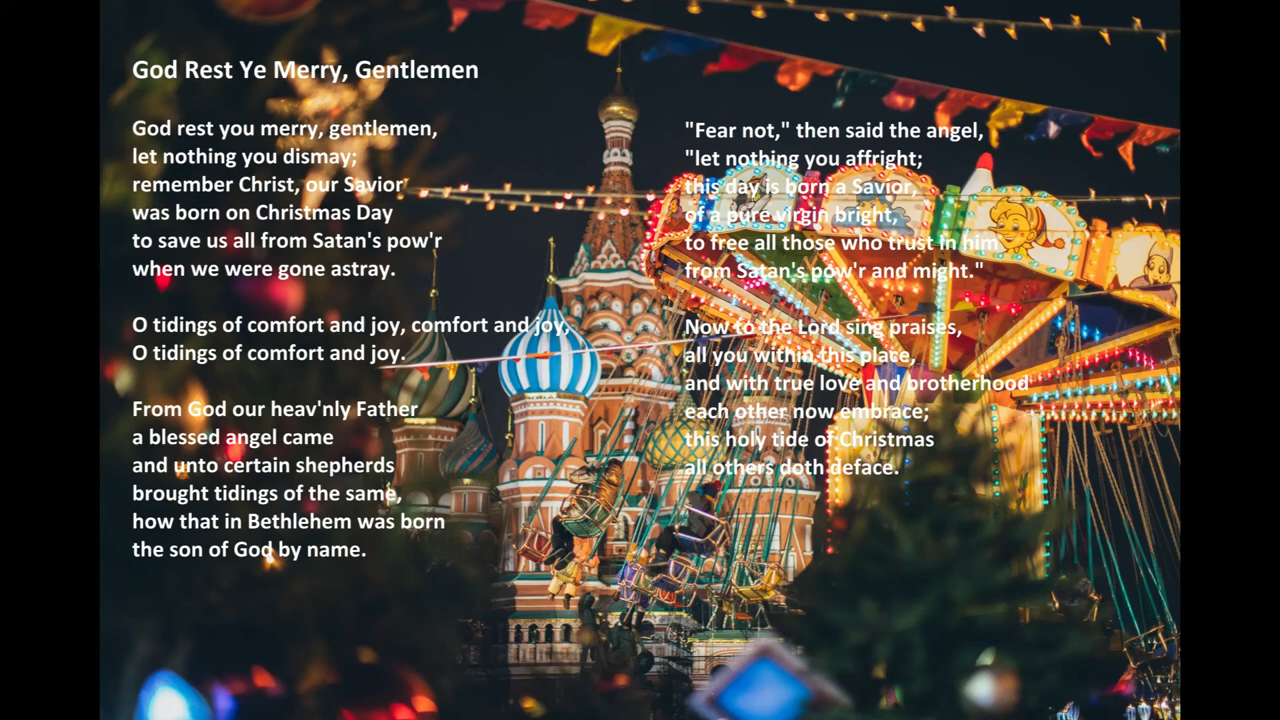 God Rest Ye Merry, Gentlemen
God rest you merry, gentlemen,
let nothing you dismay;
remember Christ, our Savior
was born on Christmas Day
to save us all from Satan's pow'r
when we were gone astray.
O tidings of comfort and joy, comfort and joy,
O tidings of comfort and joy.
From God our heav'nly Father
a blessed angel came
and unto certain shepherds
brought tidings of the same,
how that in Bethlehem was born
the son of God by name.
"Fear not," then said the angel,
"let nothing you affright;
this day is born a Savior,
of a pure virgin bright,
to free all those who trust in him
from Satan's pow'r and might."
Now to the Lord sing praises,
all you within this place,
and with true love and brotherhood
each other now embrace;
this holy tide of Christmas
all others doth deface.